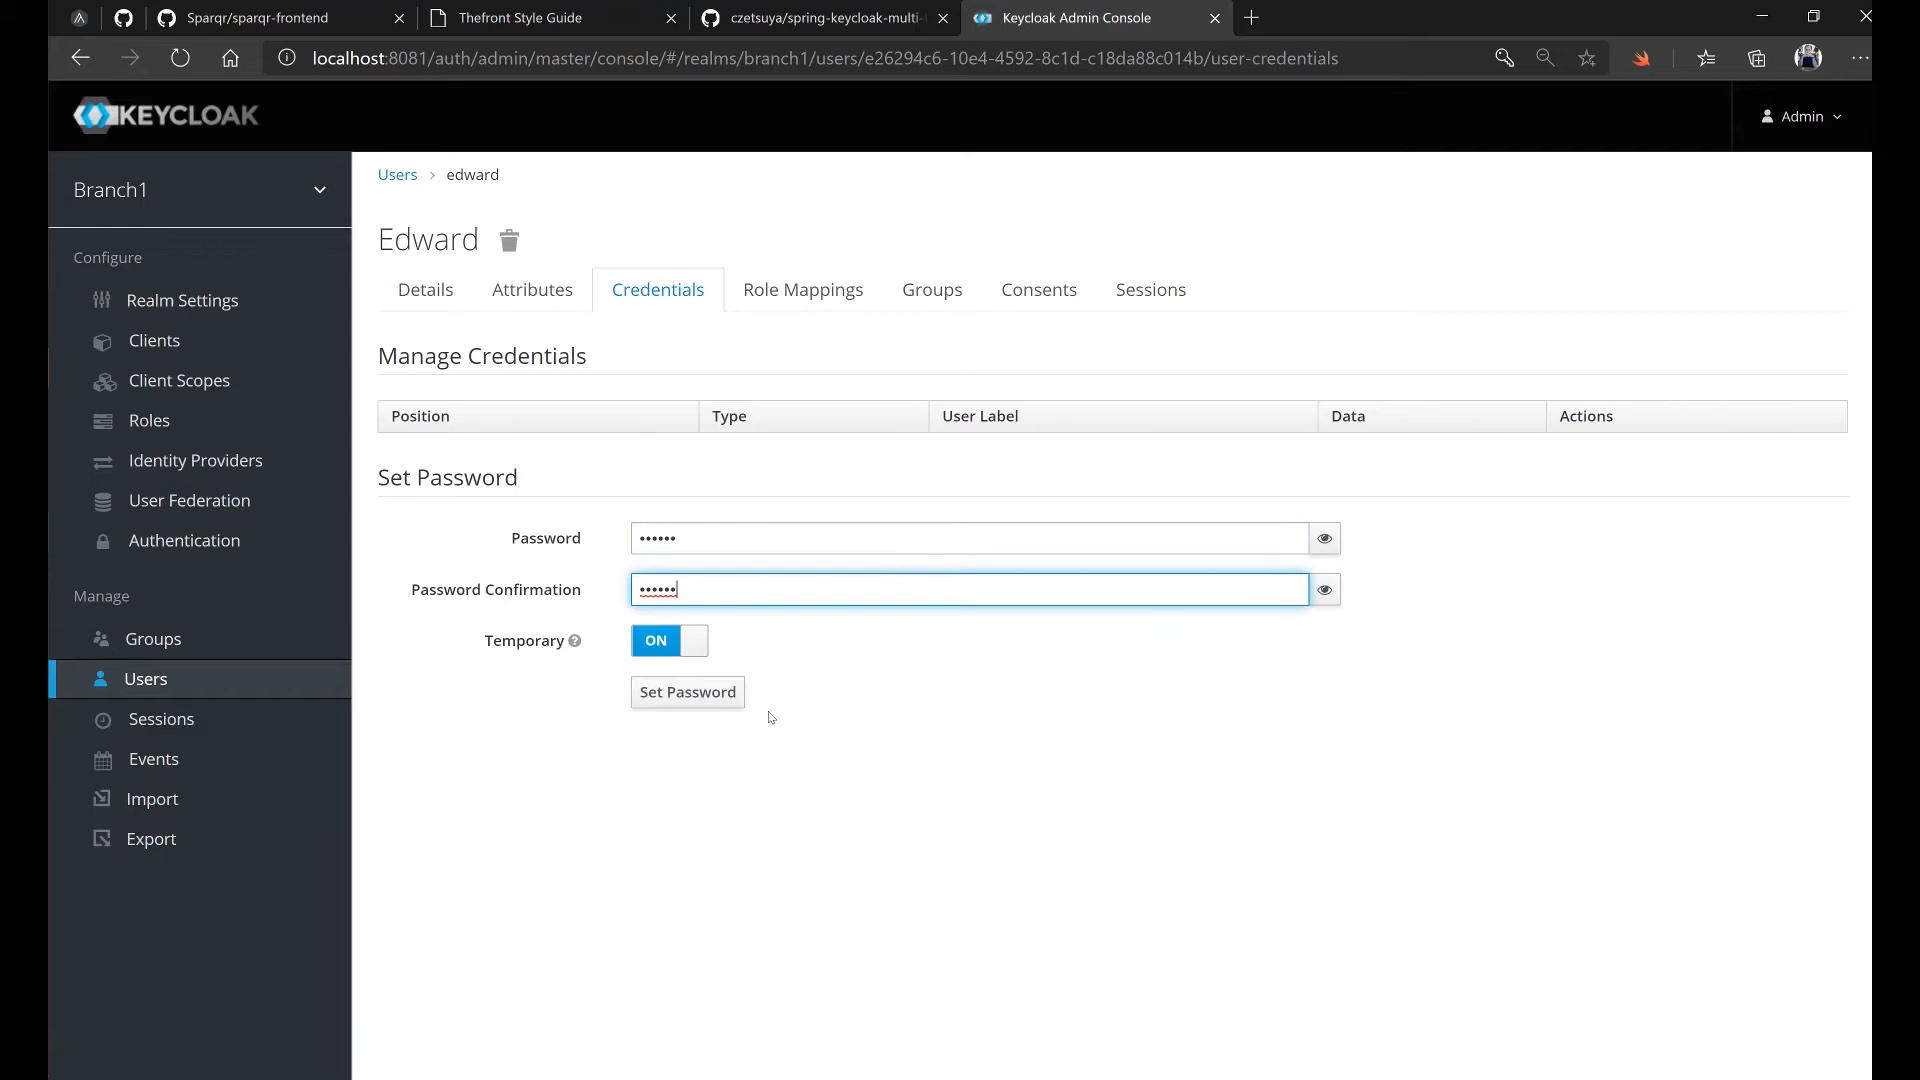 Sparqr/sparqr-frontend
Thefront Style Guide
czetsuya/spring-keycloak-multi-
Keycloak Admin Console
localhost:8081/auth/admin/master/console/#/realms/branch1/users/e26294c6-10e4-4592-8c1d-c18da88c014b/user-credentials
KEYCLOAK
Admin
Branch1
Users > edward
Edward
Configure
Details Attributes Credentials Role Mappings Groups Consents Sessions
Realm Settings
Clients
Manage Credentials
Client Scopes
Position Type User Label Data Actions
Roles
Identity Providers
Set Password
User Federation
Authentication
Password ••••••
Password Confirmation ••••••
Manage
Groups
Temporary ON
Users
Set Password
Sessions
Events
Import
Export